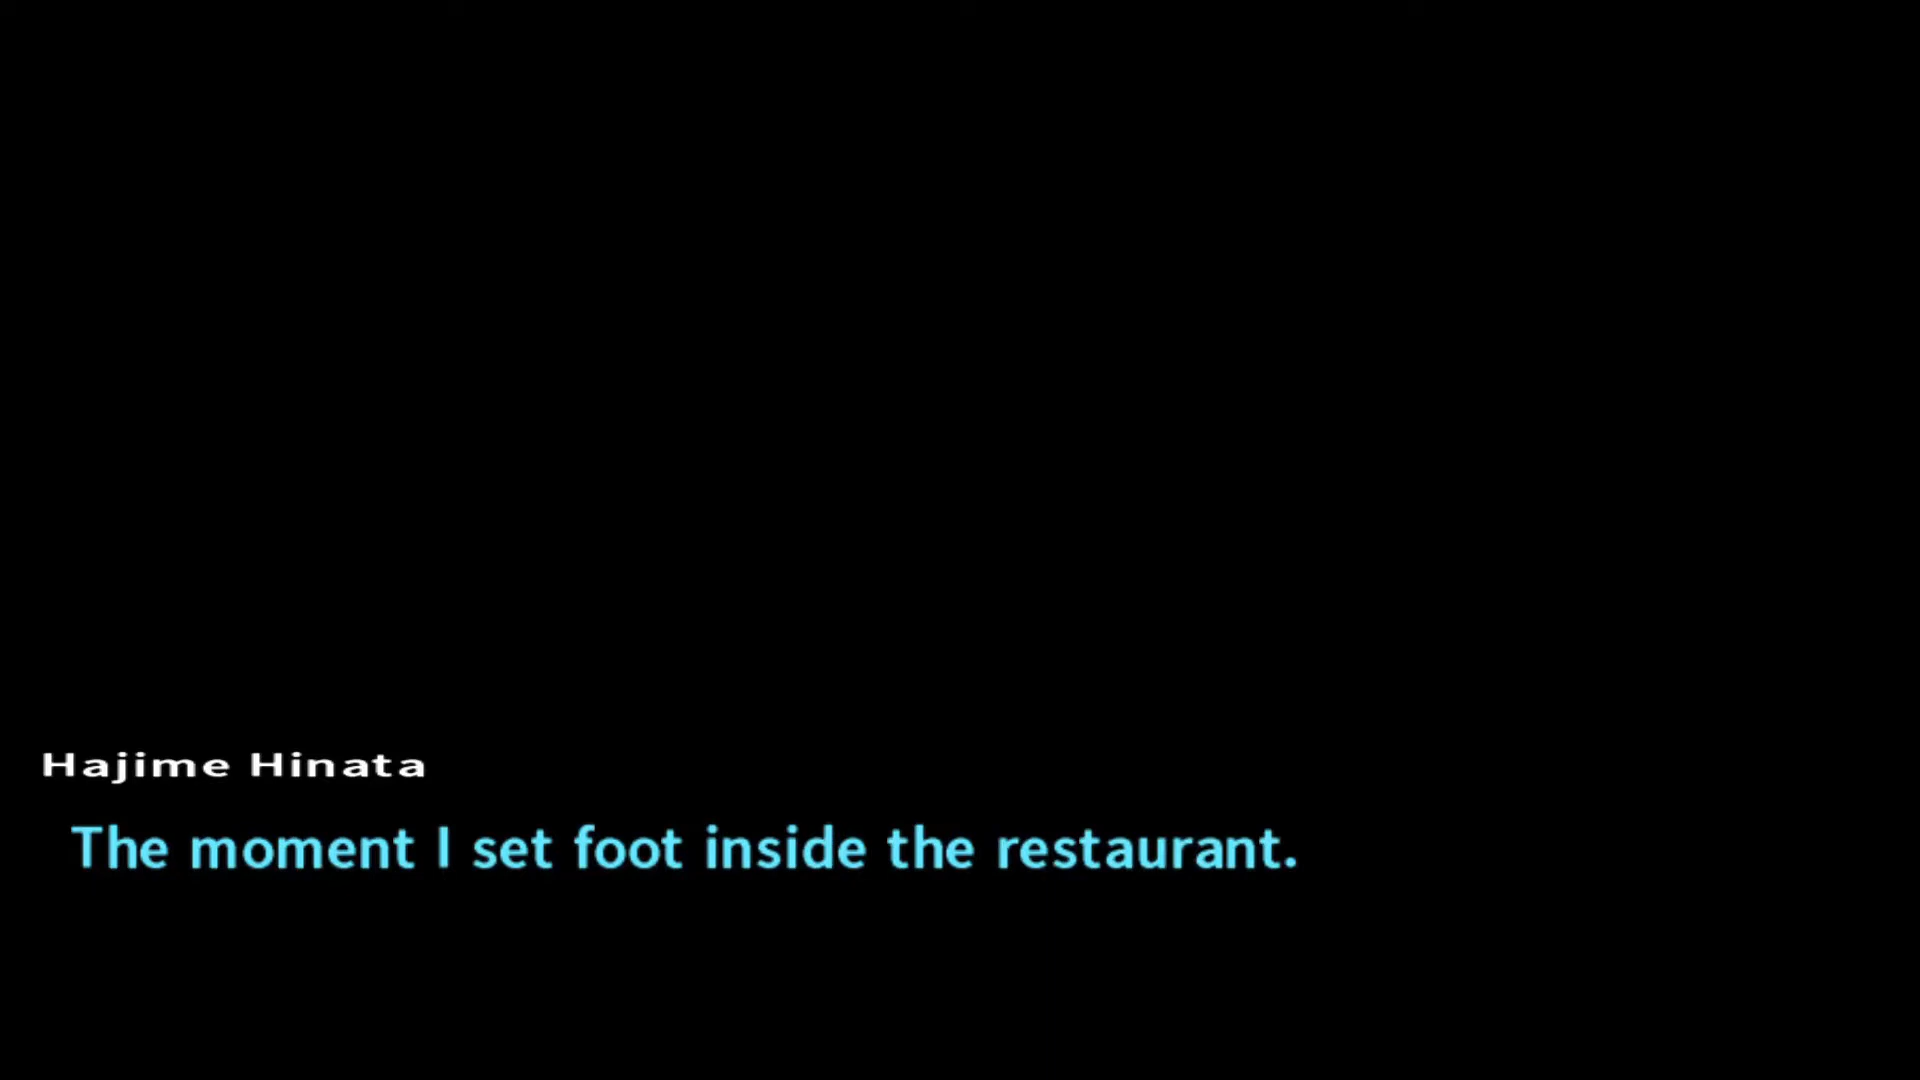 Hajime Hinata
The moment I set foot inside the restaurant.